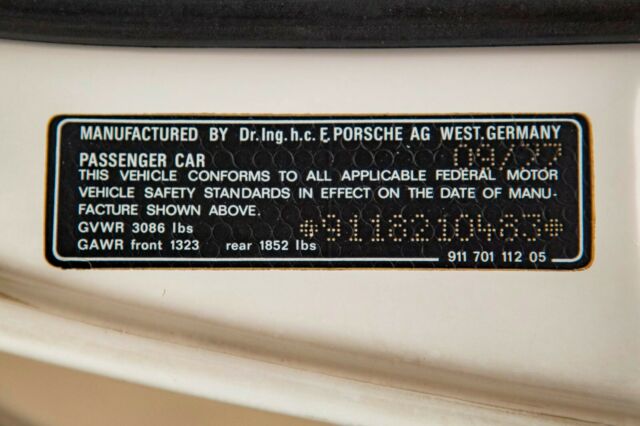 MANUFACTURED BY Dr.Ing.h.c.F.PORSCHE AG WEST.GERMANY
PASSENGER CAR 09/37
THIS VEHICLE CONFORMS TO ALL APPLICABLE FEDERAL MOTOR
VEHICLE SAFETY STANDARDS IN EFFECT ON THE DATE OF MANU-
FACTURE SHOWN ABOVE.
GVWR 3086 lbs *9118210483*
GAWR front 1323 rear 1852 lbs
911 701 112 05